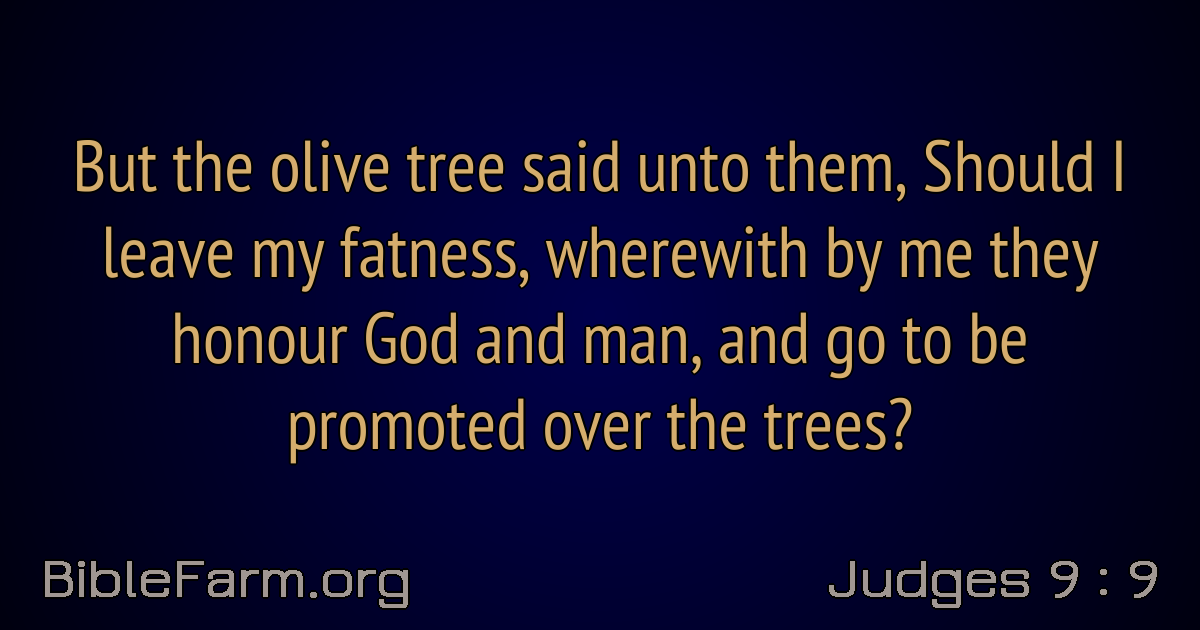 But the olive tree said unto them, Should I
leave my fatness, wherewith by me they
honour God and man, and go to be
promoted over the trees?
BibleFarm.org
Judges 9 : 9